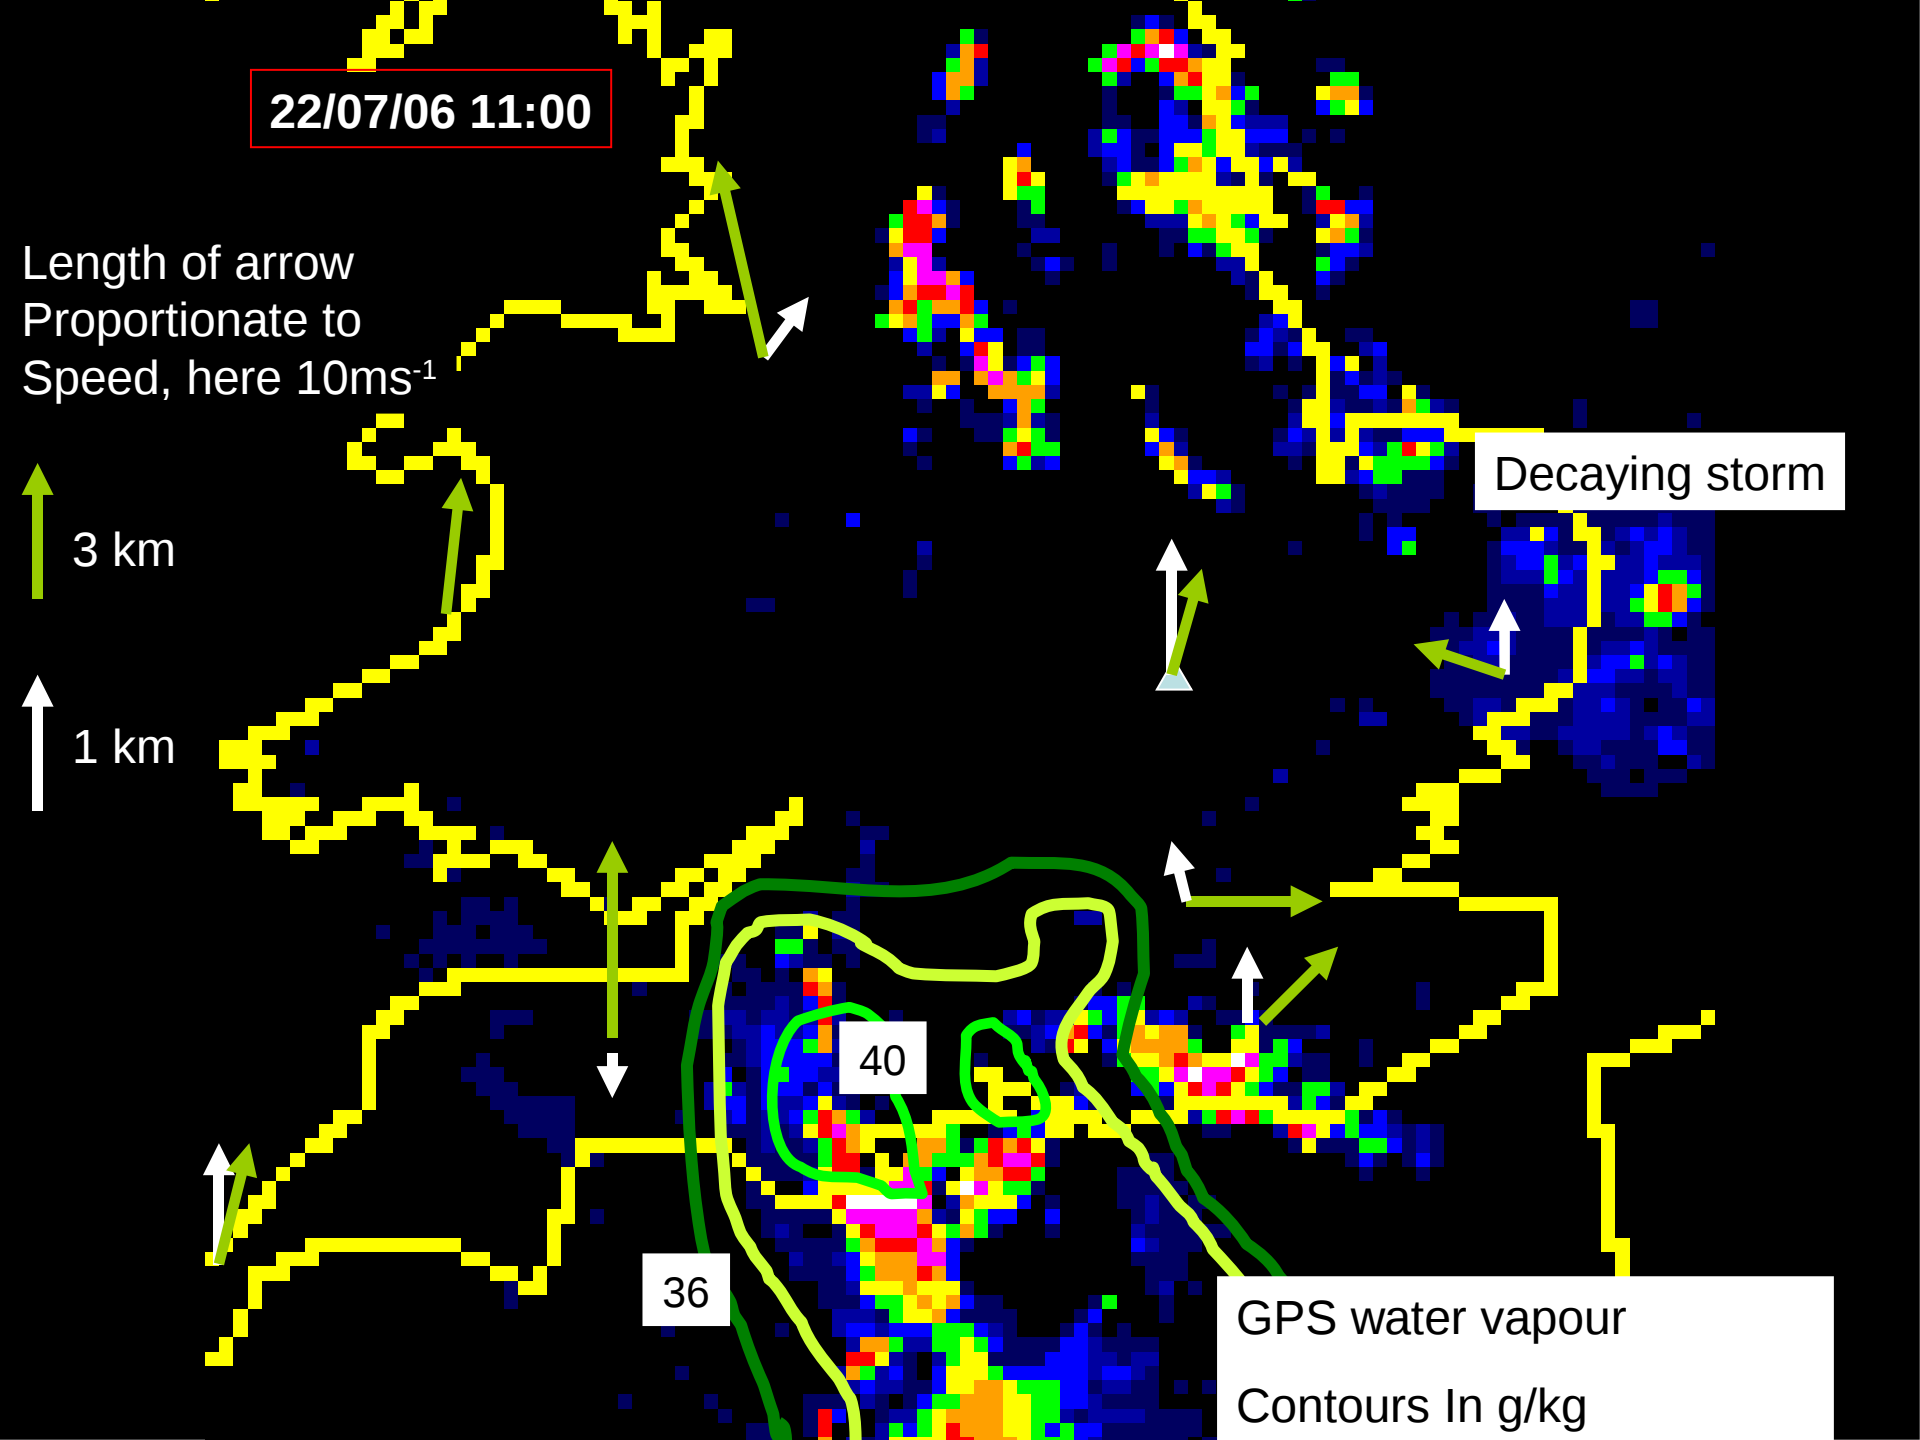 22/07/06 11:00
Length of arrow
Proportionate to
Speed, here 10ms-1
Decaying storm
3 km
1 km
40
36
GPS water vapour
Contours In g/kg